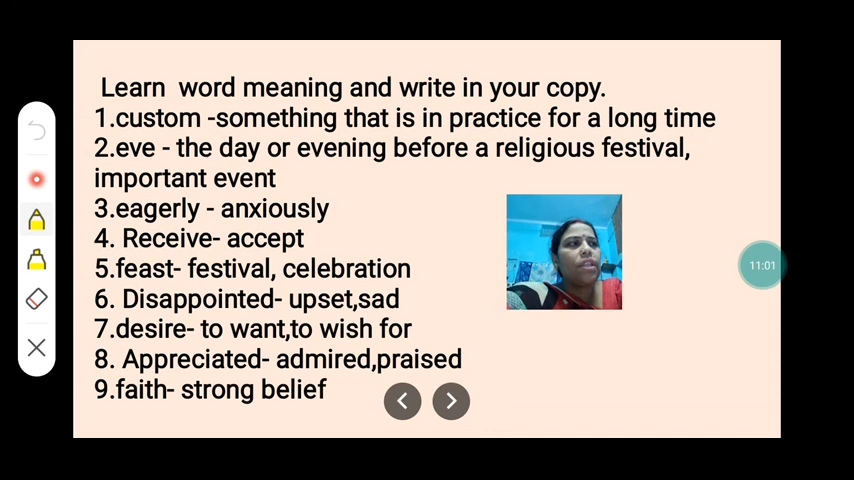 Learn word meaning and write in your copy.
1.custom -something that is in practice for a long time
2.eve - the day or evening before a religious festival,
important event
3.eagerly - anxiously
4. Receive- accept
5.feast- festival, celebration
6. Disappointed- upset,sad
7.desire- to want,to wish for
8. Appreciated- admired,praised
9.faith- strong belief
11:01